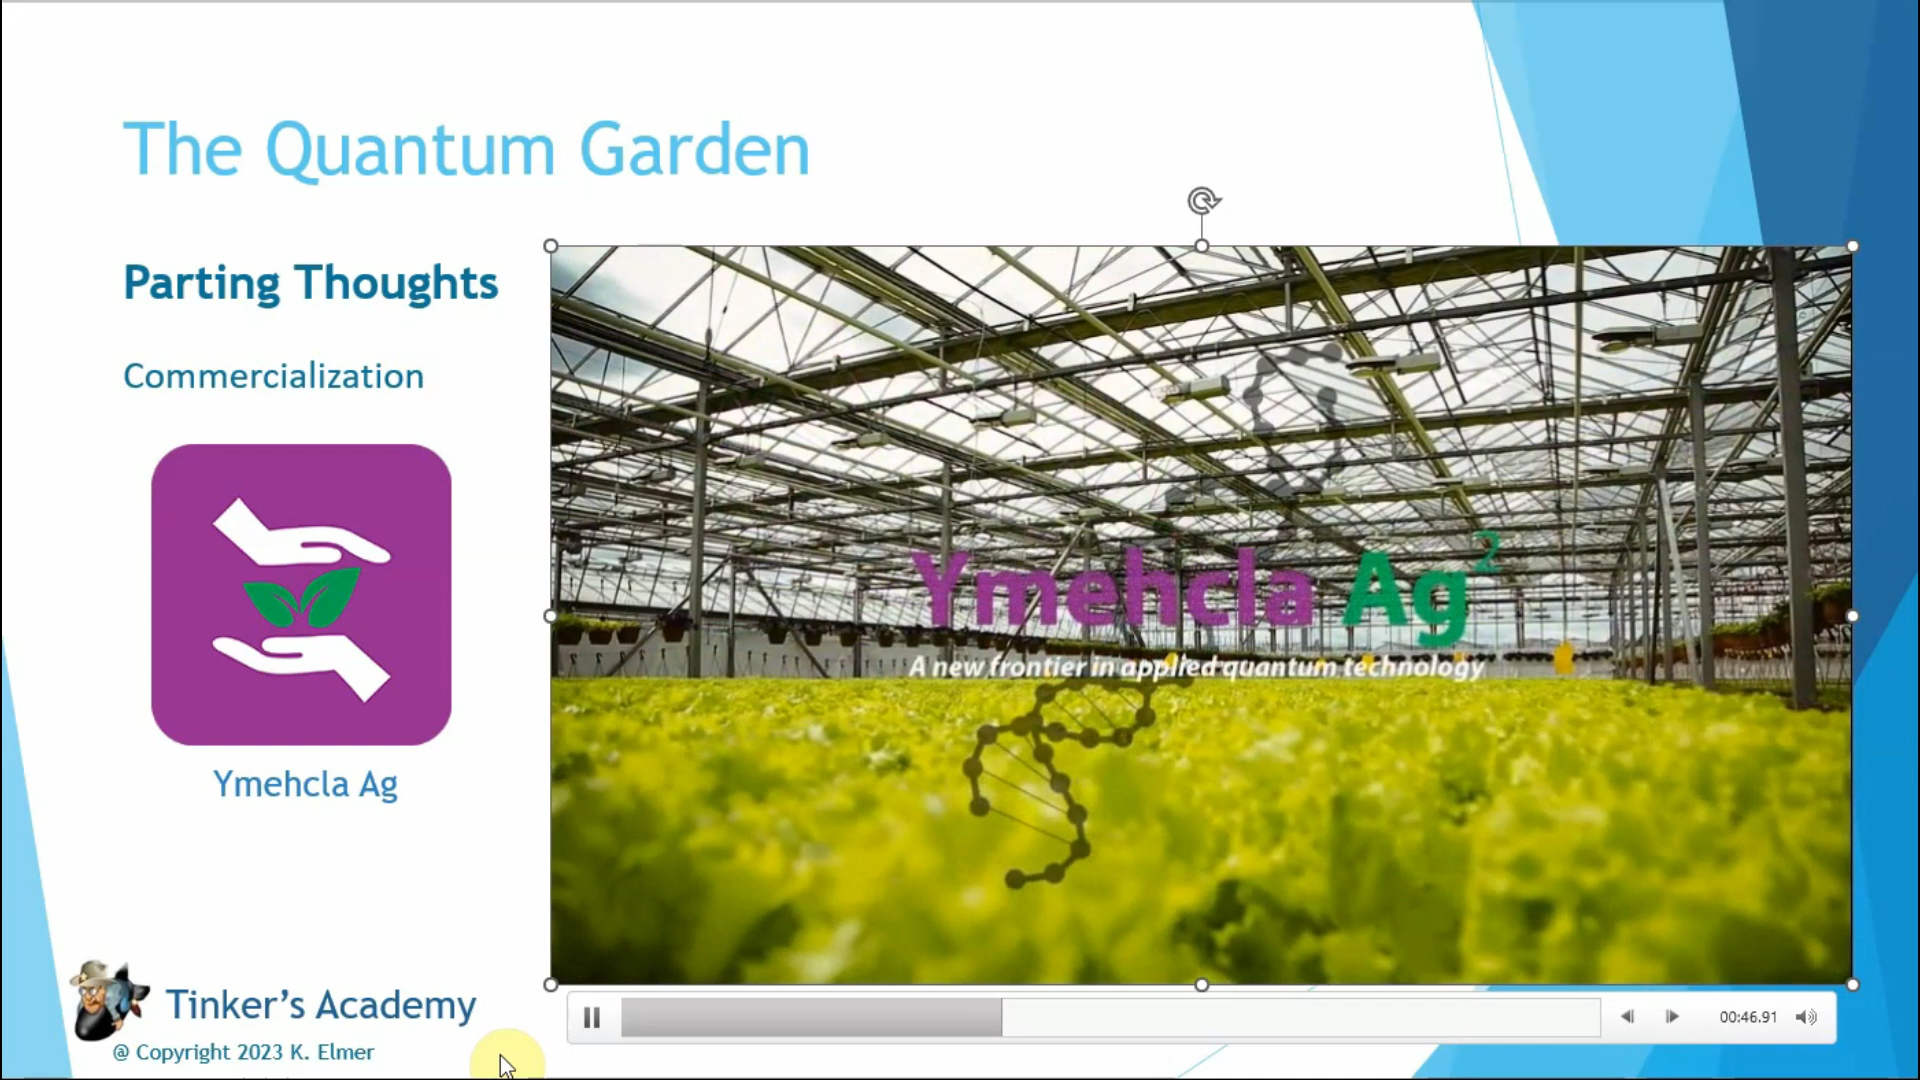 The Quantum Garden
Parting Thoughts
Commercialization
Ymehcla Ag
Ymehcla Ag²
A new frontier in applied quantum technology
Tinker's Academy
@ Copyright 2023 K. Elmer
00:46.91